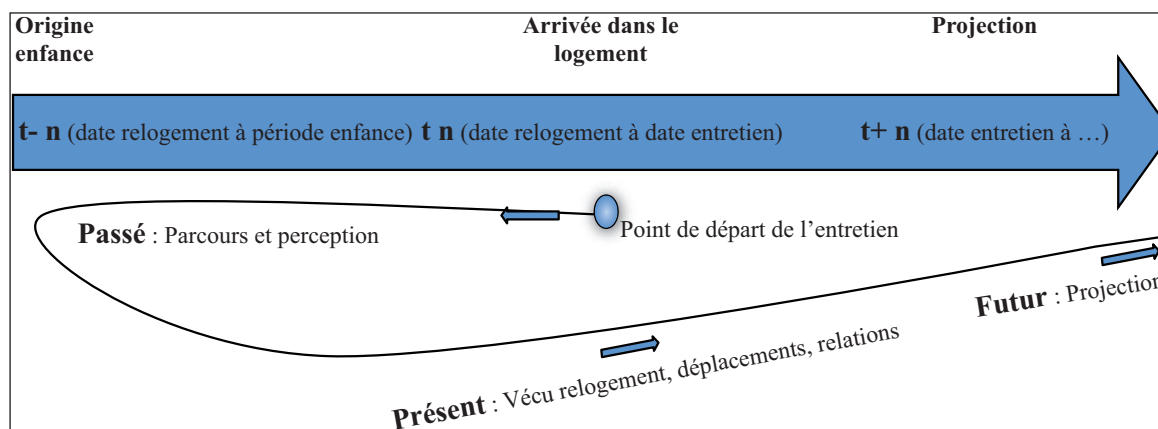 Origine
enfance
Arrivée dans le
logement
Projection
t- n (date relogement à période enfance) t n (date relogement à date entretien)
t+ n (date entretien à …)
Passé : Parcours et perception
Point de départ de l’entretien
Futur : Projection
Présent : Vécu relogement, déplacements, relations